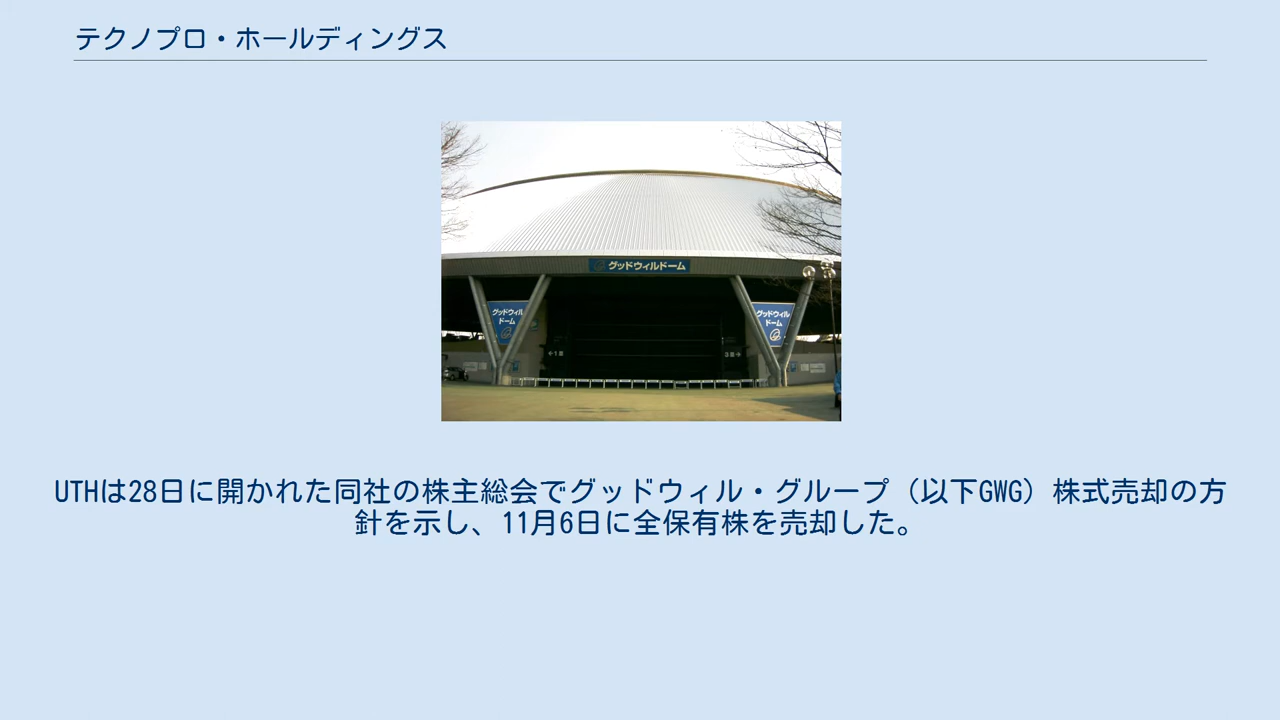 テクノプロ・ホールディングス
グッドウィルドーム
グッドウィル
ドーム
グッドウィル
ドーム
←1塁
3塁→
UTHは28日に開かれた同社の株主総会でグッドウィル・グループ（以下GWG）株式売却の方
針を示し、11月6日に全保有株を売却した。